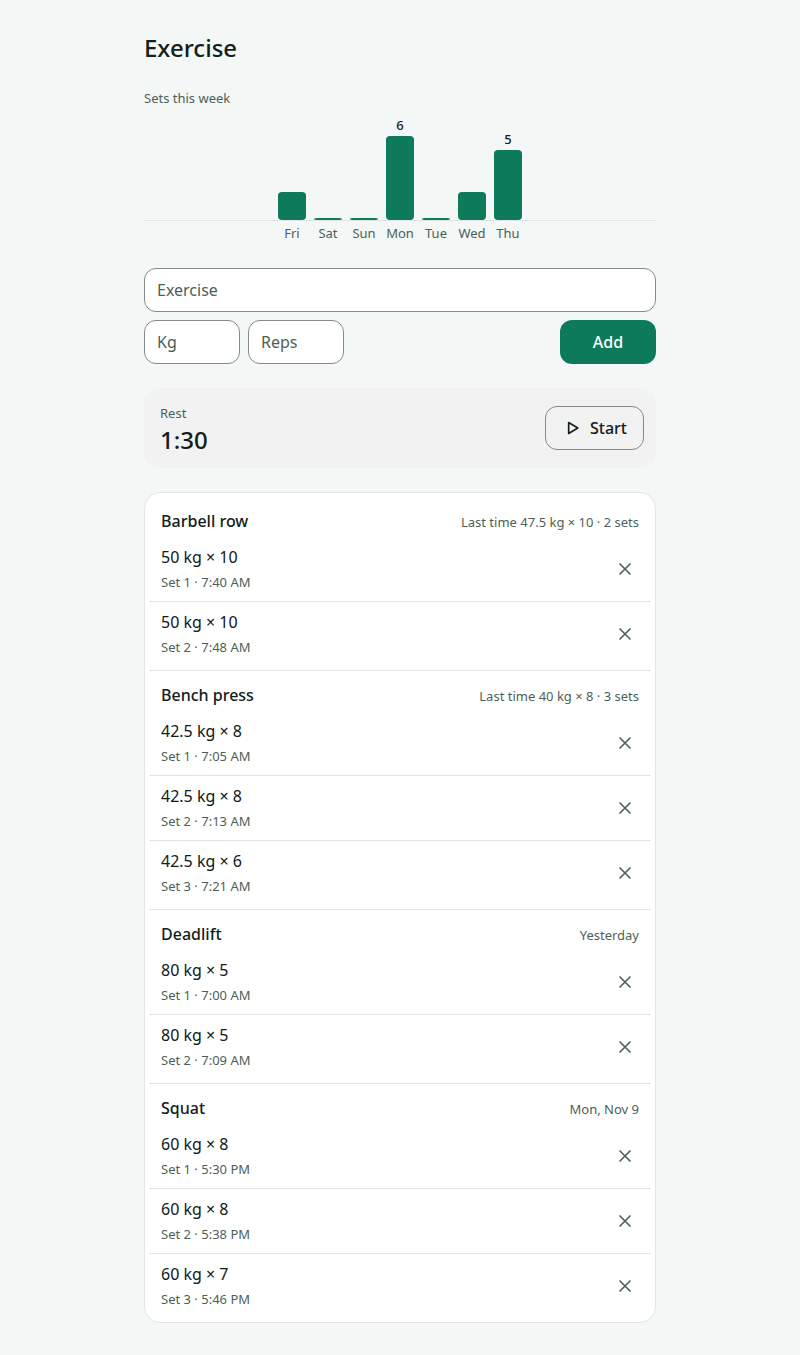 Exercise
Sets this week
6
5
Fri Sat Sun Mon Tue Wed Thu
Exercise
Kg Reps Add
Rest
1:30
Start
Barbell row Last time 47.5 kg × 10 · 2 sets
50 kg × 10
Set 1 · 7:40 AM
50 kg × 10
Set 2 · 7:48 AM
Bench press Last time 40 kg × 8 · 3 sets
42.5 kg × 8
Set 1 · 7:05 AM
42.5 kg × 8
Set 2 · 7:13 AM
42.5 kg × 6
Set 3 · 7:21 AM
Deadlift Yesterday
80 kg × 5
Set 1 · 7:00 AM
80 kg × 5
Set 2 · 7:09 AM
Squat Mon, Nov 9
60 kg × 8
Set 1 · 5:30 PM
60 kg × 8
Set 2 · 5:38 PM
60 kg × 7
Set 3 · 5:46 PM